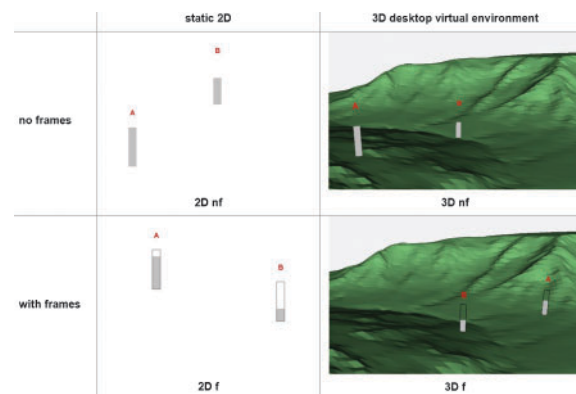 static 2D
3D desktop virtual environment
no frames
A
B
2D nf
A
3D nf
with frames
A
B
2D f
3D f